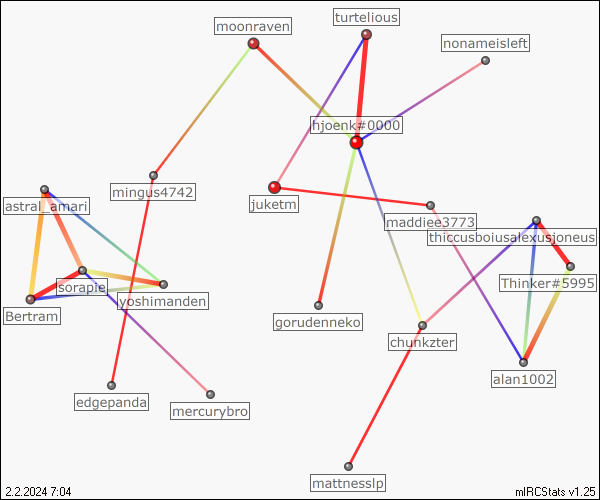 turtelious
moonraven
nonameisleft
hjoenk#0000
mingus4742
astral_amari
juketm
maddiee3773
thiccusboiusalexusjoneus
sorapie
Thinker#5995
yoshimanden
Bertram
gorudenneko
chunkzter
alan1002
edgepanda
mercurybro
mattnesslp
2.2.2024 7:04
mIRCStats v1.25